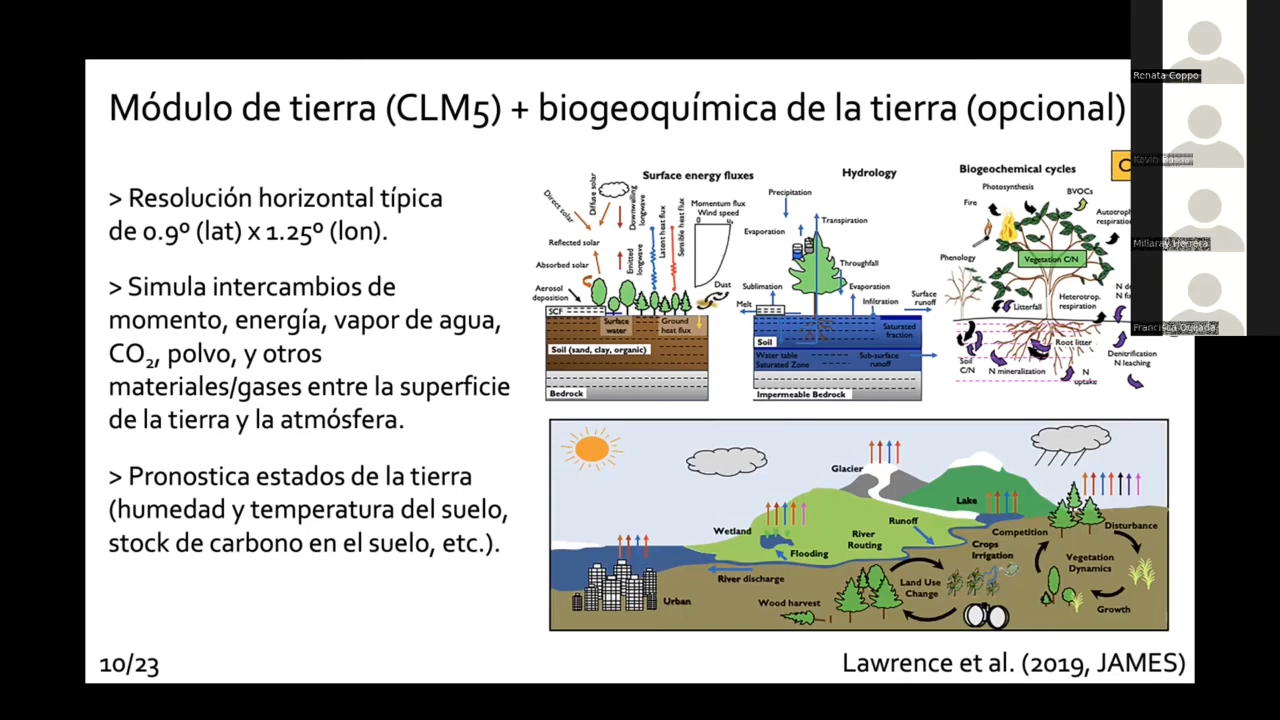 Módulo de tierra (CLM5) + biogeoquímica de la tierra (opcional)
> Resolución horizontal típica
de 0.9º (lat) x 1.25º (lon).
> Simula intercambios de
momento, energía, vapor de agua,
CO₂, polvo, y otros
materiales/gases entre la superficie
de la tierra y la atmósfera.
> Pronostica estados de la tierra
(humedad y temperatura del suelo,
stock de carbono en el suelo, etc.).
Surface energy fluxes
Direct solar
Diffuse solar
Downwelling
longwave
Reflected solar
Absorbed solar
Emitted
longwave
Latent heat flux
Sensible heat flux
Momentum flux
Wind speed
0
Aerosol
deposition
Dust
SCF
Surface
water
Ground
heat flux
Soil (sand, clay, organic)
Bedrock
Hydrology
Precipitation
Transpiration
Evaporation
Throughfall
Sublimation
Evaporation
Melt
Infiltration
Surface
runoff
Saturated
fraction
Soil
Water table
Saturated Zone
Sub-surface
runoff
Impermeable Bedrock
Biogeochemical cycles
Photosynthesis
BVOCs
Fire
Autotroph
respiratio
Phenology
Vegetation C/N
Heterotrop.
respiration
Litterfall
N d
N fi
Root litter
Soil
C/N
N mineralization
N
uptake
Denitrification
N leaching
C
Glacier
Lake
Wetland
Runoff
River
Routing
Flooding
River discharge
Urban
Wood harvest
Land Use
Change
Crops
Irrigation
Competition
Disturbance
Vegetation
Dynamics
Growth
10/23
Lawrence et al. (2019, JAMES)
Renata Coppo
Millaray Herrera
Francisca Quijada